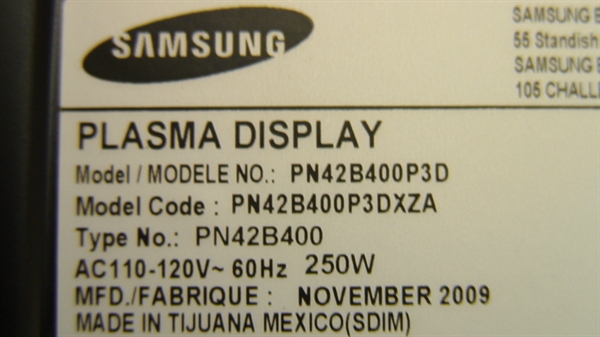 SAMSUNG
SAMSUNG
55 Standish
SAMSUNG
105
PLASMA DISPLAY
Model / MODELE NO.: PN42B400P3D
Model Code : PN42B400P3DXZA
Type No.: PN42B400
AC110-120V~ 60Hz 250W
MFD./FABRIQUE : NOVEMBER 2009
MADE IN TIJUANA MEXICO(SDIM)